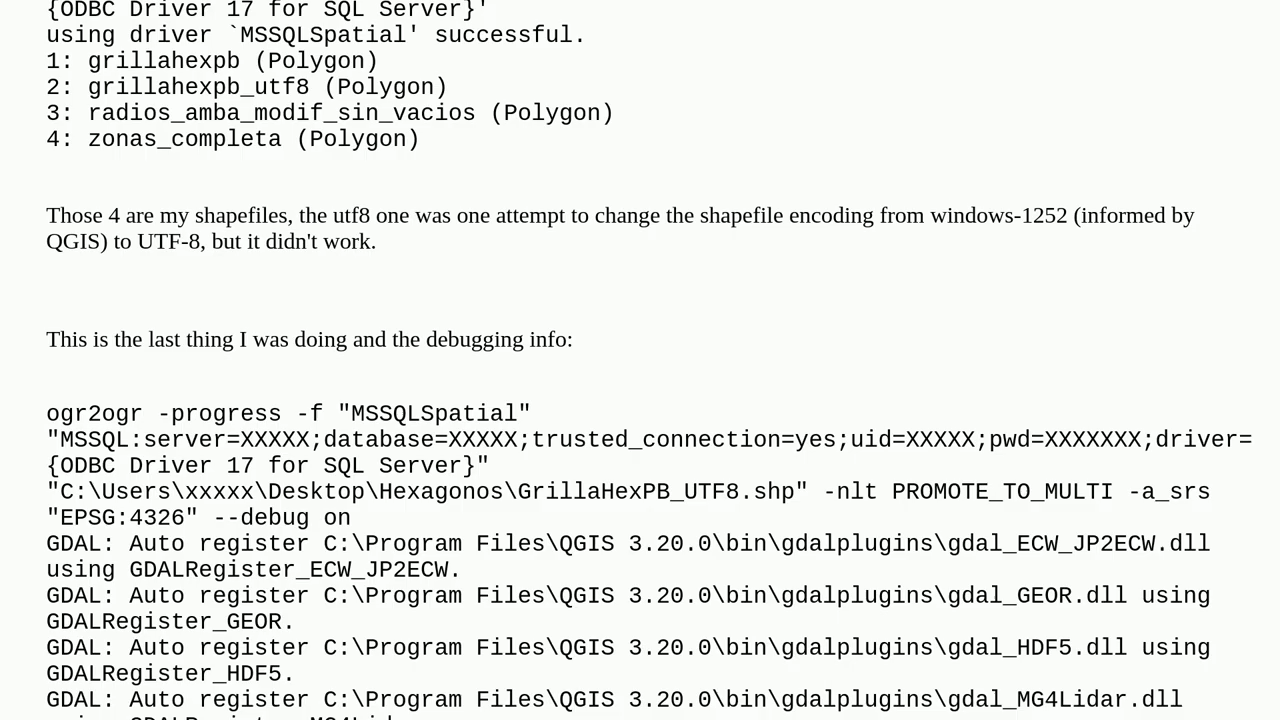 {ODBC Driver 17 for SQL Server}'
using driver `MSSQLSpatial' successful.
1: grillahexpb (Polygon)
2: grillahexpb_utf8 (Polygon)
3: radios_amba_modif_sin_vacios (Polygon)
4: zonas_completa (Polygon)
Those 4 are my shapefiles, the utf8 one was one attempt to change the shapefile encoding from windows-1252 (informed by
QGIS) to UTF-8, but it didn't work.
This is the last thing I was doing and the debugging info:
ogr2ogr -progress -f "MSSQLSpatial"
"MSSQL:server=XXXXX;database=XXXXX;trusted_connection=yes;uid=XXXXX;pwd=XXXXXXX;driver=
{ODBC Driver 17 for SQL Server}"
"C:\Users\xxxxx\Desktop\Hexagonos\GrillaHexPB_UTF8.shp" -nlt PROMOTE_TO_MULTI -a_srs
"EPSG:4326" --debug on
GDAL: Auto register C:\Program Files\QGIS 3.20.0\bin\gdalplugins\gdal_ECW_JP2ECW.dll
using GDALRegister_ECW_JP2ECW.
GDAL: Auto register C:\Program Files\QGIS 3.20.0\bin\gdalplugins\gdal_GEOR.dll using
GDALRegister_GEOR.
GDAL: Auto register C:\Program Files\QGIS 3.20.0\bin\gdalplugins\gdal_HDF5.dll using
GDALRegister_HDF5.
GDAL: Auto register C:\Program Files\QGIS 3.20.0\bin\gdalplugins\gdal_MG4Lidar.dll